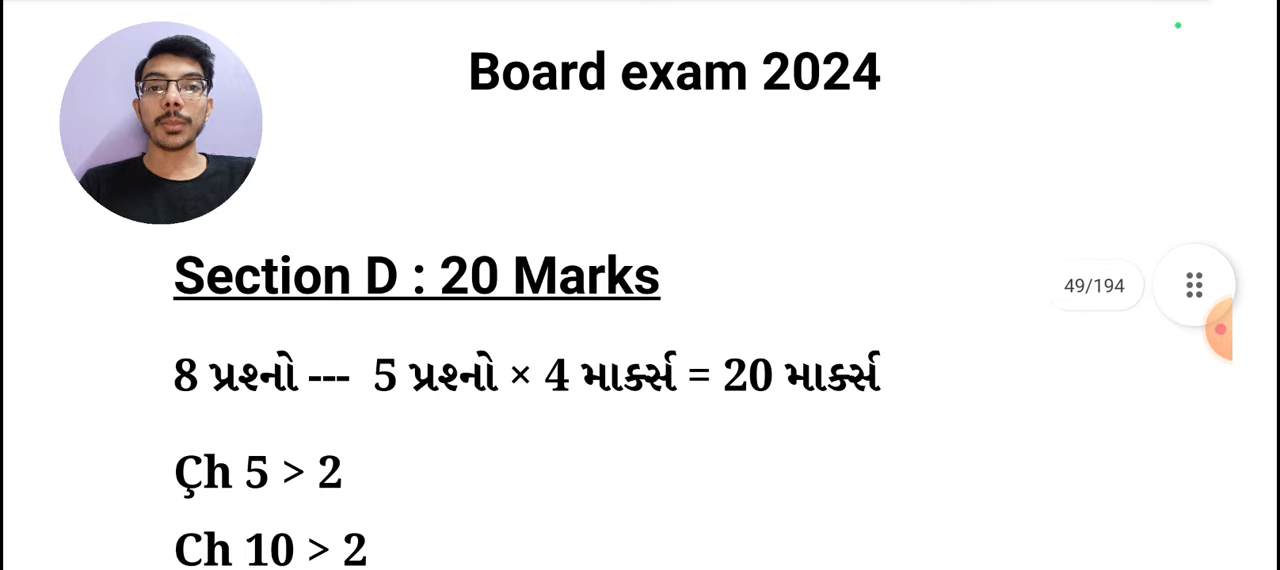 Board exam 2024
Section D : 20 Marks
49/194
8 પ્રશ્નો --- 5 પ્રશ્નો × 4 માર્ક્સ = 20 માર્ક્સ
Çh 5 > 2
Ch 10 > 2